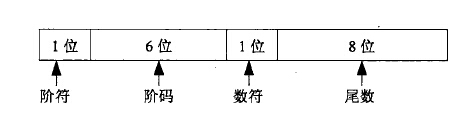 1 位 6 位 1 位 8 位
阶符 阶码 数符 尾数